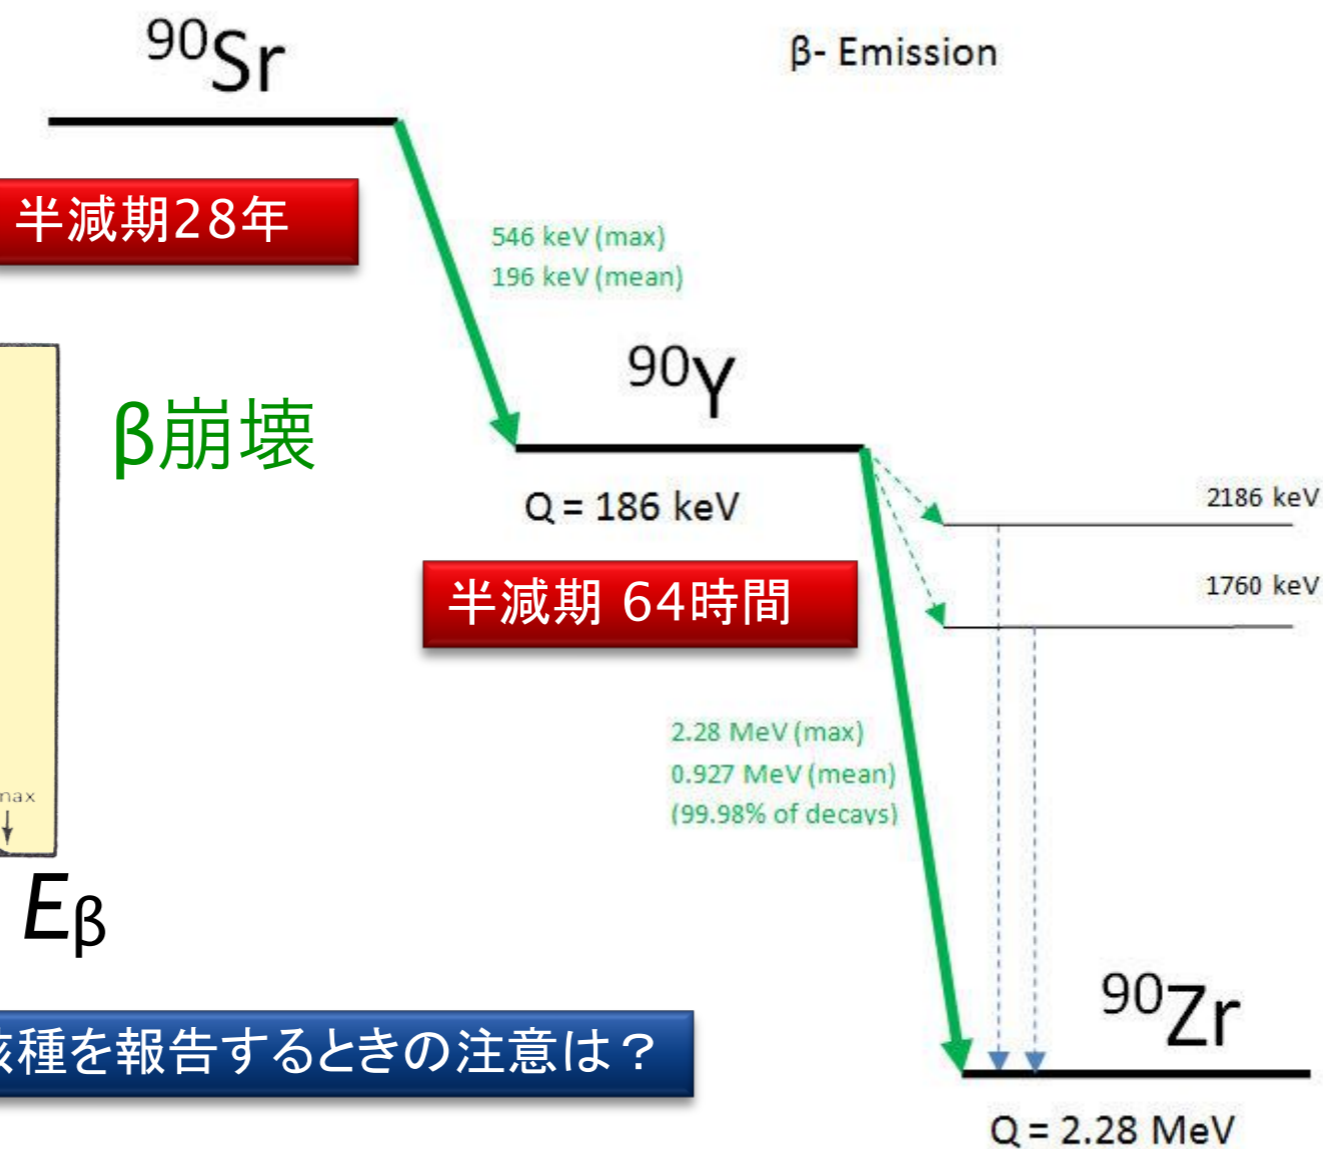 90Sr
β- Emission
半減期28年
546 keV (max)
196 keV (mean)
90Y
β崩壊
Q = 186 keV
2186 keV
半減期 64時間
1760 keV
2.28 MeV (max)
0.927 MeV (mean)
(99.98% of decays)
max
Eβ
90Zr
核種を報告するときの注意は？
Q = 2.28 MeV